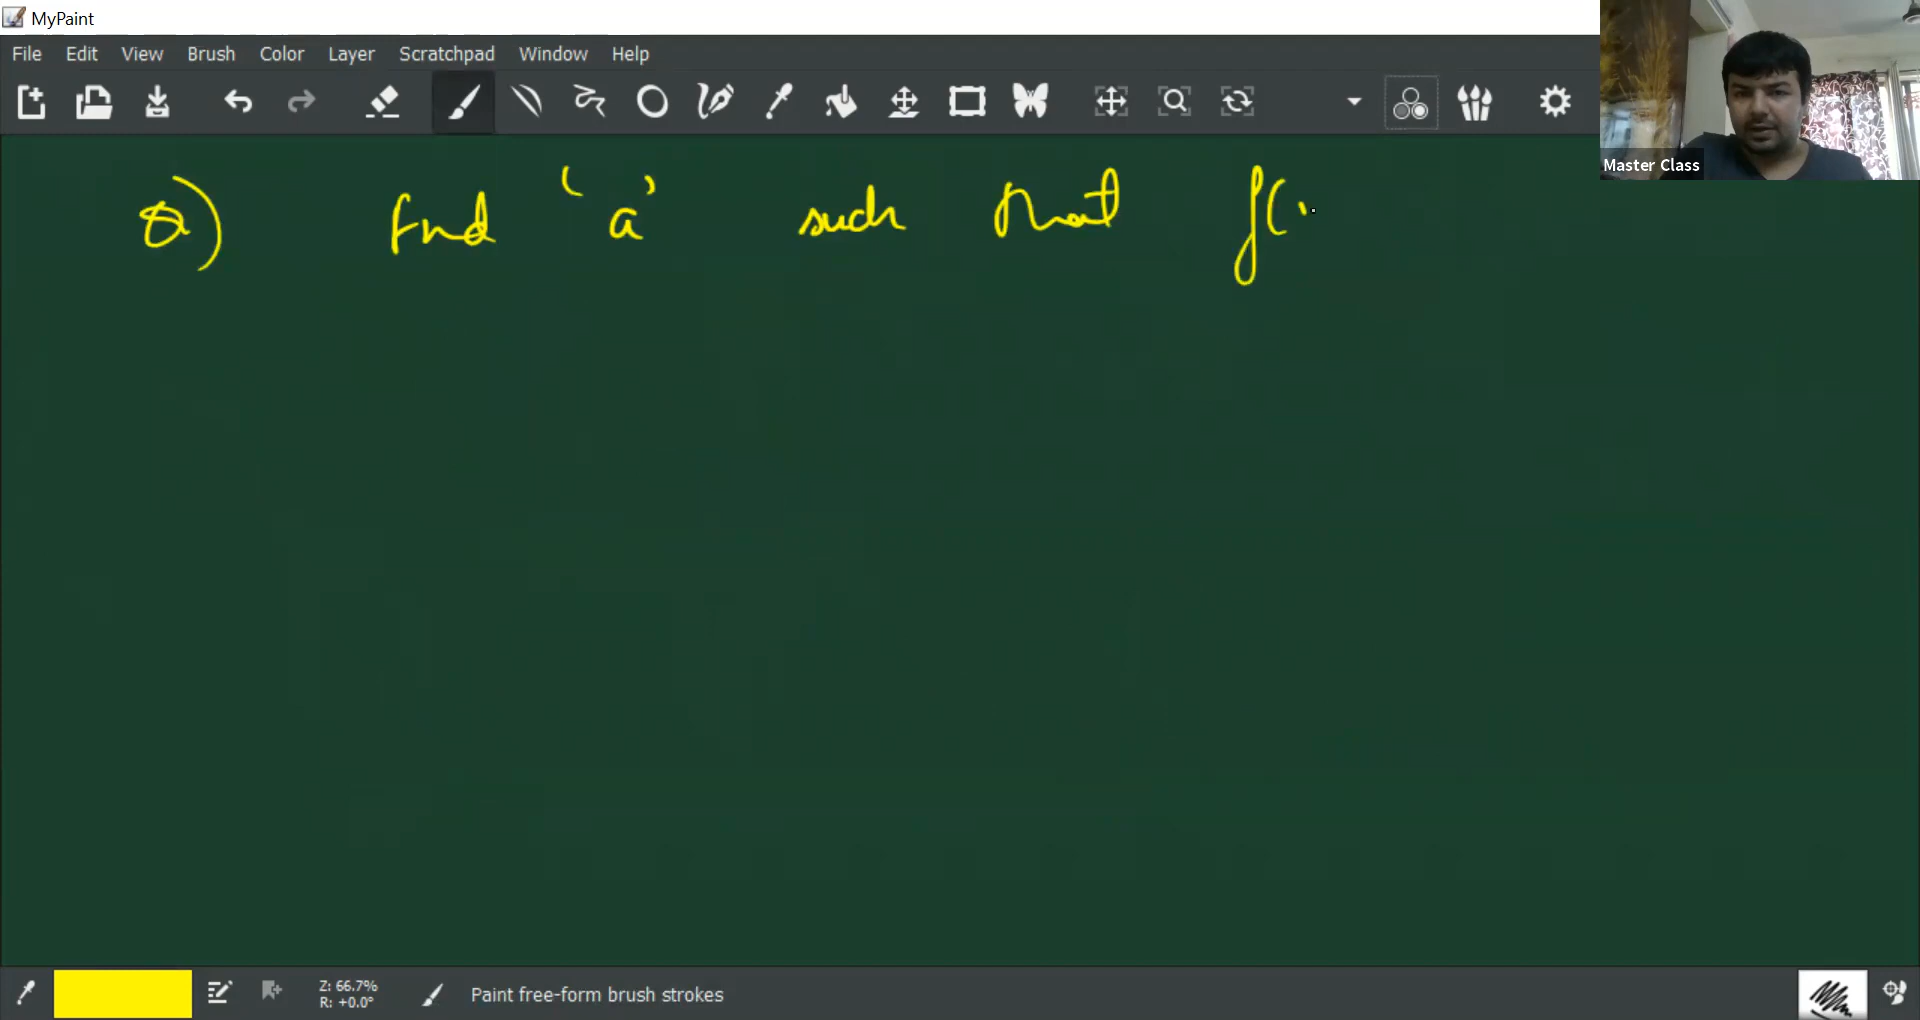 MyPaint
File Edit View Brush Color Layer Scratchpad Window Help
Master Class
Q) Find 'a' such that f(
Z: 66.7%
R: +0.0°
Paint free-form brush strokes